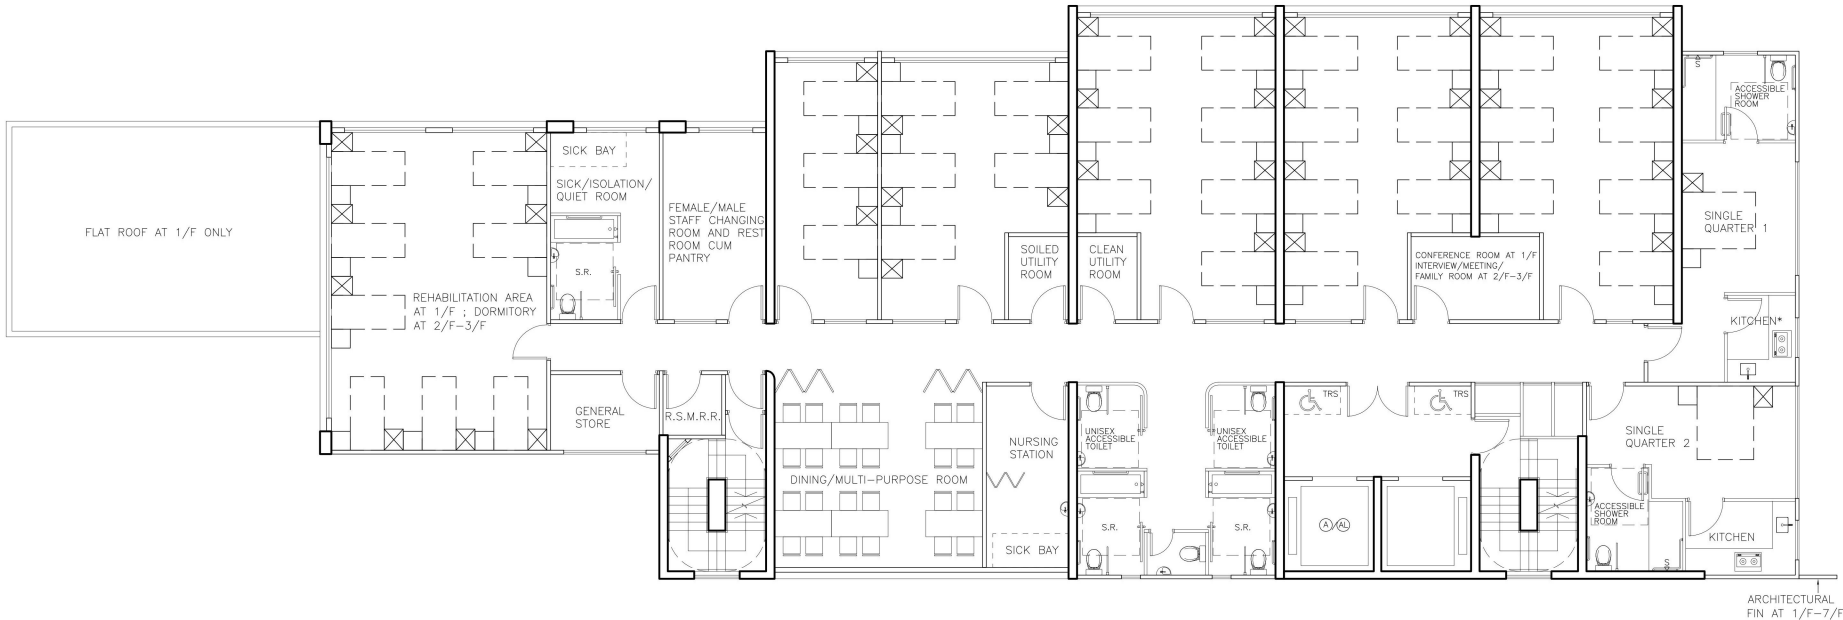 FLAT ROOF AT 1/F ONLY
REHABILITATION AREA
AT 1/F ; DORMITORY
AT 2/F-3/F
SICK BAY
SICK/ISOLATION/
QUIET ROOM
S.R.
FEMALE/MALE
STAFF CHANGING
ROOM AND REST
ROOM CUM
PANTRY
SOILED
UTILITY
ROOM
CLEAN
UTILITY
ROOM
CONFERENCE ROOM AT 1/F
INTERVIEW/MEETING/
FAMILY ROOM AT 2/F-3/F
S
ACCESSIBLE
SHOWER
ROOM
SINGLE
QUARTER 1
KITCHEN*
GENERAL
STORE
R.S.M.R.R.
DINING/MULTI-PURPOSE ROOM
NURSING
STATION
SICK BAY
UNISEX
ACCESSIBLE
TOILET
UNISEX
ACCESSIBLE
TOILET
S.R.
S.R.
TRS
TRS
A / AL
SINGLE
QUARTER 2
ACCESSIBLE
SHOWER
ROOM
S
KITCHEN
ARCHITECTURAL
FIN AT 1/F-7/F